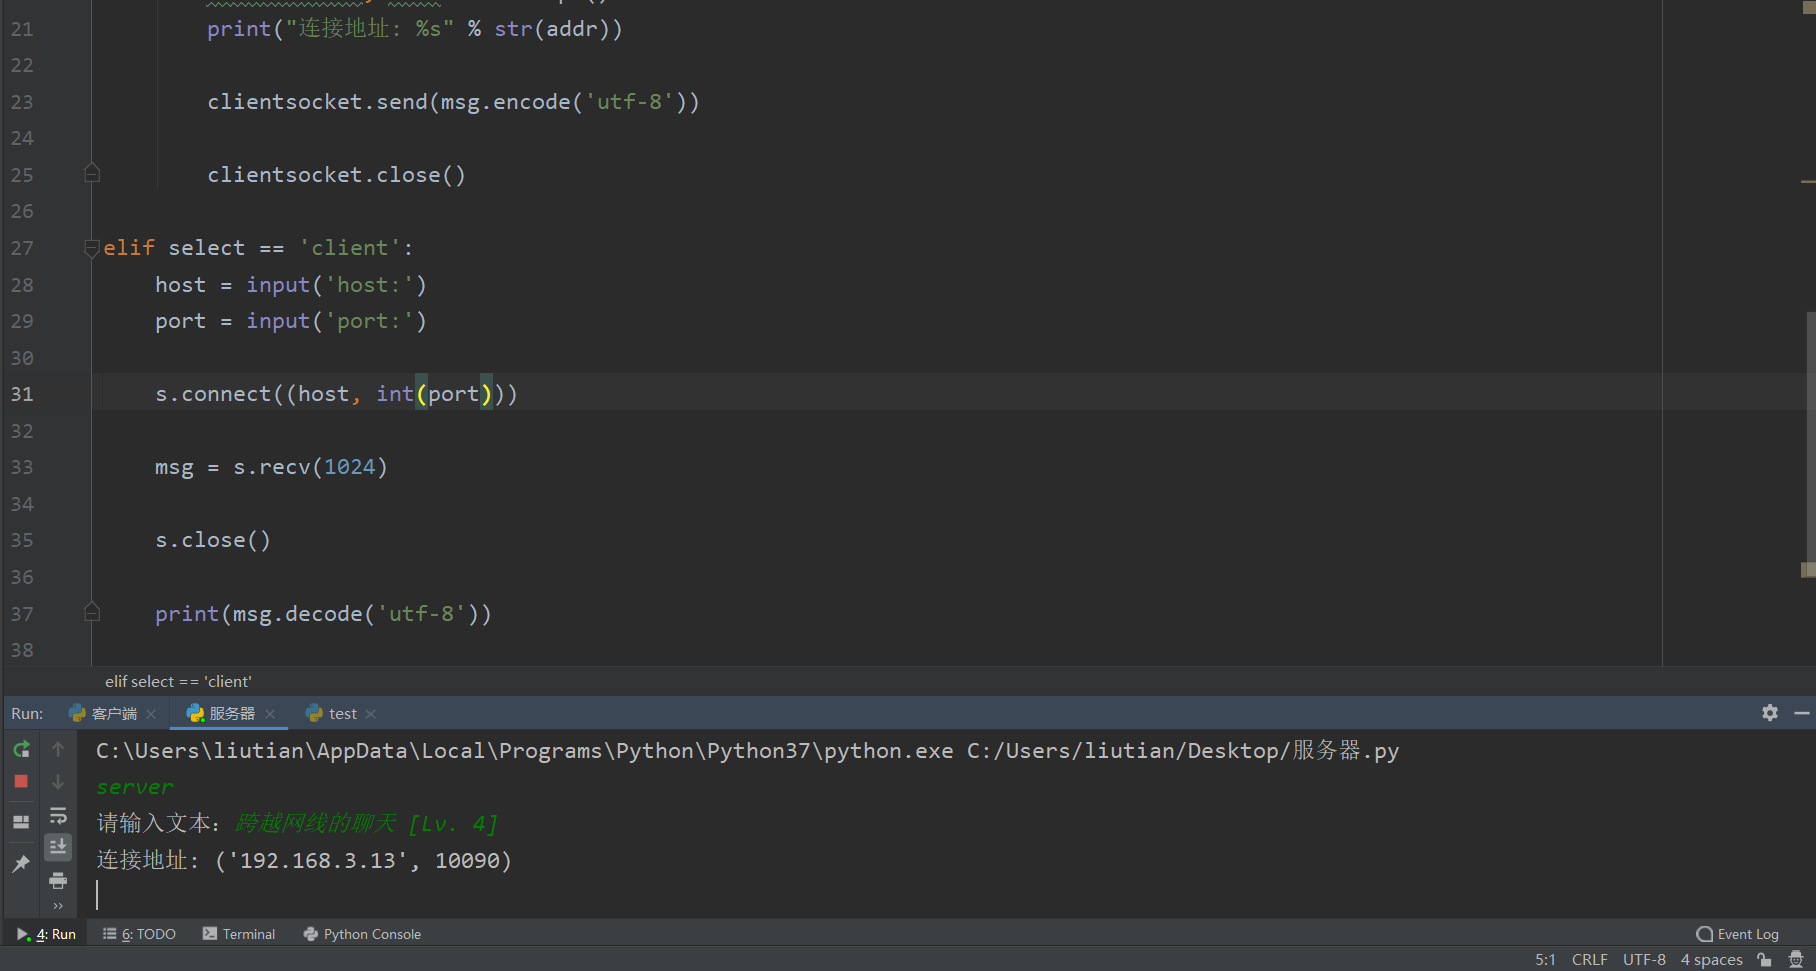 21 print("连接地址: %s" % str(addr))
22
23 clientsocket.send(msg.encode('utf-8'))
24
25 clientsocket.close()
26
27 elif select == 'client':
28 host = input('host:')
29 port = input('port:')
30
31 s.connect((host, int(port)))
32
33 msg = s.recv(1024)
34
35 s.close()
36
37 print(msg.decode('utf-8'))
38
elif select == 'client'
Run: 客户端 服务器 test
C:\Users\liutian\AppData\Local\Programs\Python\Python37\python.exe C:/Users/liutian/Desktop/服务器.py
server
请输入文本: 跨越网线的聊天 [Lv. 4]
连接地址: ('192.168.3.13', 10090)
4: Run 6: TODO Terminal Python Console Event Log
5:1 CRLF UTF-8 4 spaces